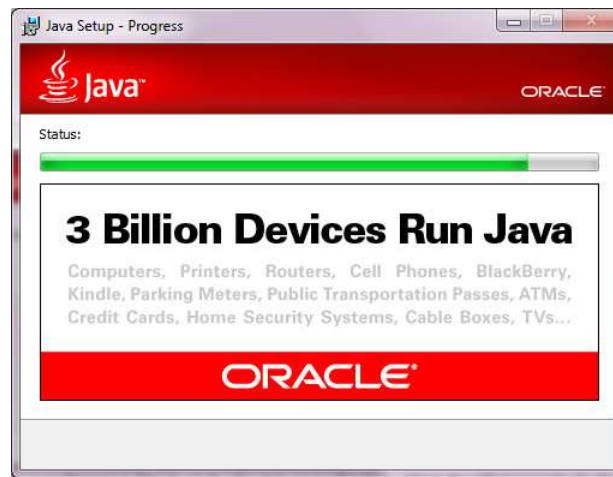 Java Setup - Progress
Java™
ORACLE®
Status:
3 Billion Devices Run Java
Computers, Printers, Routers, Cell Phones, BlackBerry,
Kindle, Parking Meters, Public Transportation Passes, ATMs,
Credit Cards, Home Security Systems, Cable Boxes, TVs...
ORACLE®